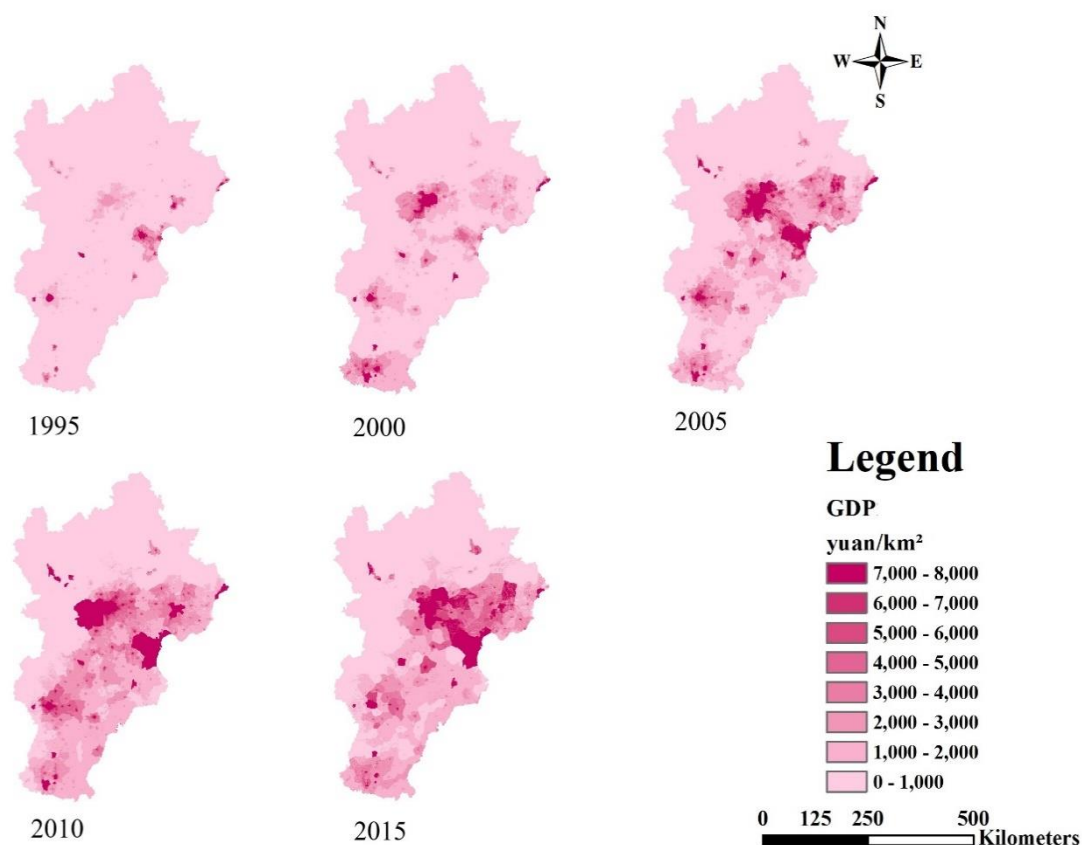 N
W E
S
1995
2000
2005
Legend
GDP
yuan/km²
7,000 - 8,000
6,000 - 7,000
5,000 - 6,000
4,000 - 5,000
3,000 - 4,000
2,000 - 3,000
1,000 - 2,000
0 - 1,000
2010
2015
0 125 250 500
Kilometers